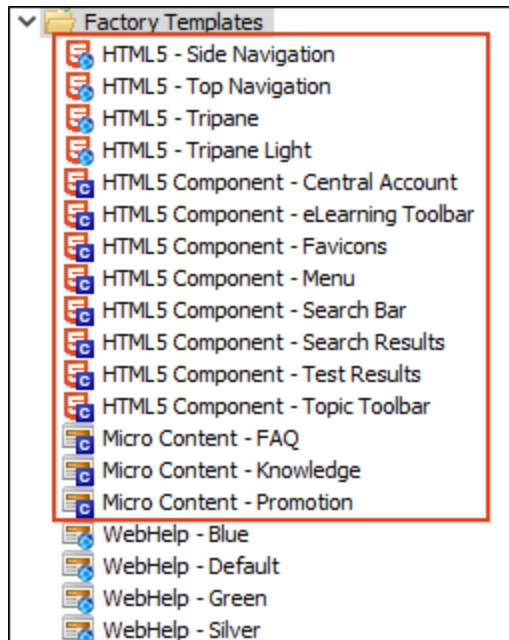 Factory Templates
HTML5 - Side Navigation
HTML5 - Top Navigation
HTML5 - Tripane
HTML5 - Tripane Light
HTML5 Component - Central Account
HTML5 Component - eLearning Toolbar
HTML5 Component - Favicons
HTML5 Component - Menu
HTML5 Component - Search Bar
HTML5 Component - Search Results
HTML5 Component - Test Results
HTML5 Component - Topic Toolbar
Micro Content - FAQ
Micro Content - Knowledge
Micro Content - Promotion
WebHelp - Blue
WebHelp - Default
WebHelp - Green
WebHelp - Silver